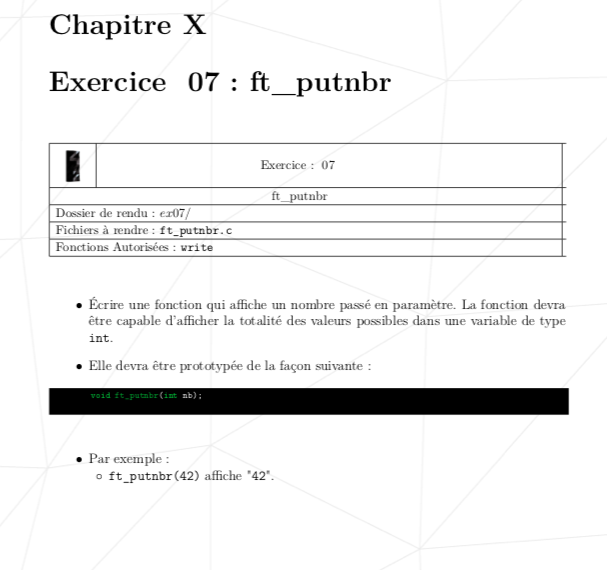 Chapitre X
Exercice 07 : ft_putnbr
Exercice : 07
ft_putnbr
Dossier de rendu : ex07/
Fichiers à rendre : ft_putnbr.c
Fonctions Autorisées : write
• Écrire une fonction qui affiche un nombre passé en paramètre. La fonction devra
être capable d'afficher la totalité des valeurs possibles dans une variable de type
int.
• Elle devra être prototypée de la façon suivante :
void ft_putnbr(int nb);
• Par exemple :
◦ ft_putnbr(42) affiche "42".